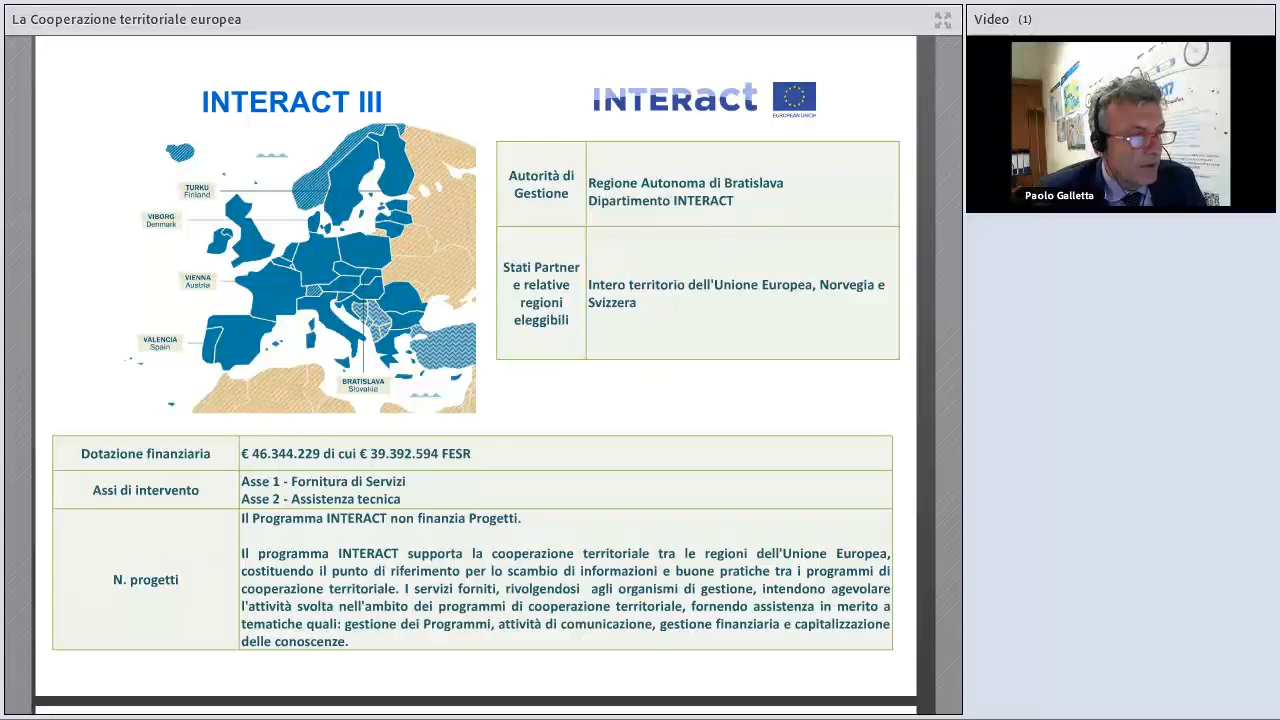 La Cooperazione territoriale europea
Video (1)
INTERACT III
INTERACT
EUROPEAN UNION
TURKU
Finland
VIBORG
Denmark
VIENNA
Austria
VALENCIA
Spain
BRATISLAVA
Slovakia
Autorità di
Gestione
Regione Autonoma di Bratislava
Dipartimento INTERACT
Stati Partner
e relative
regioni
eleggibili
Intero territorio dell'Unione Europea, Norvegia e
Svizzera
Dotazione finanziaria
€ 46.344.229 di cui € 39.392.594 FESR
Assi di intervento
Asse 1 - Fornitura di Servizi
Asse 2 - Assistenza tecnica
N. progetti
Il Programma INTERACT non finanzia Progetti.
Il programma INTERACT supporta la cooperazione territoriale tra le regioni dell'Unione Europea,
costituendo il punto di riferimento per lo scambio di informazioni e buone pratiche tra i programmi di
cooperazione territoriale. I servizi forniti, rivolgendosi agli organismi di gestione, intendono agevolare
l'attività svolta nell'ambito dei programmi di cooperazione territoriale, fornendo assistenza in merito a
tematiche quali: gestione dei Programmi, attività di comunicazione, gestione finanziaria e capitalizzazione
delle conoscenze.
Paolo Galletta